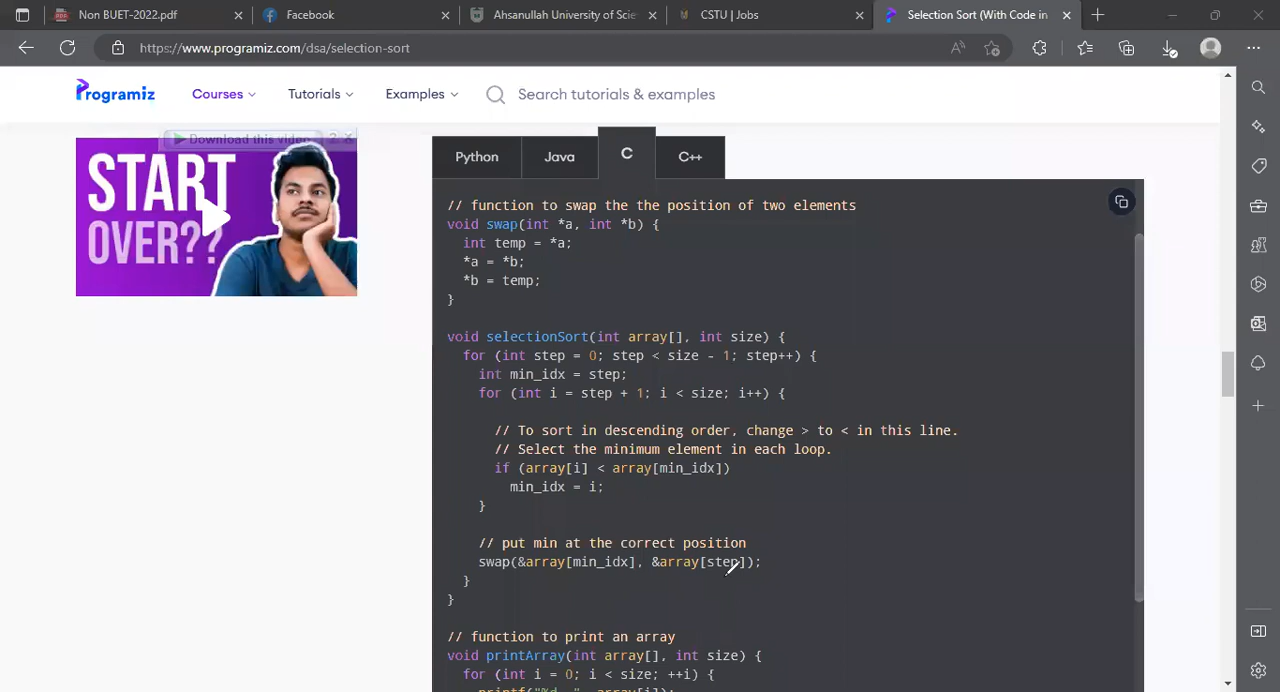 Non BUET-2022.pdf
Facebook
Ahsanullah University of Scie
CSTU | Jobs
Selection Sort (With Code in
https://www.programiz.com/dsa/selection-sort
Programiz
Courses
Tutorials
Examples
Search tutorials & examples
Download this video
? X
START
OVER??
Python
Java
C
C++
// function to swap the the position of two elements
void swap(int *a, int *b) {
int temp = *a;
*a = *b;
*b = temp;
}
void selectionSort(int array[], int size) {
for (int step = 0; step < size - 1; step++) {
int min_idx = step;
for (int i = step + 1; i < size; i++) {
// To sort in descending order, change > to < in this line.
// Select the minimum element in each loop.
if (array[i] < array[min_idx])
min_idx = i;
}
// put min at the correct position
swap(&array[min_idx], &array[step]);
}
}
// function to print an array
void printArray(int array[], int size) {
for (int i = 0; i < size; ++i) {
printf("%d ", array[i]);